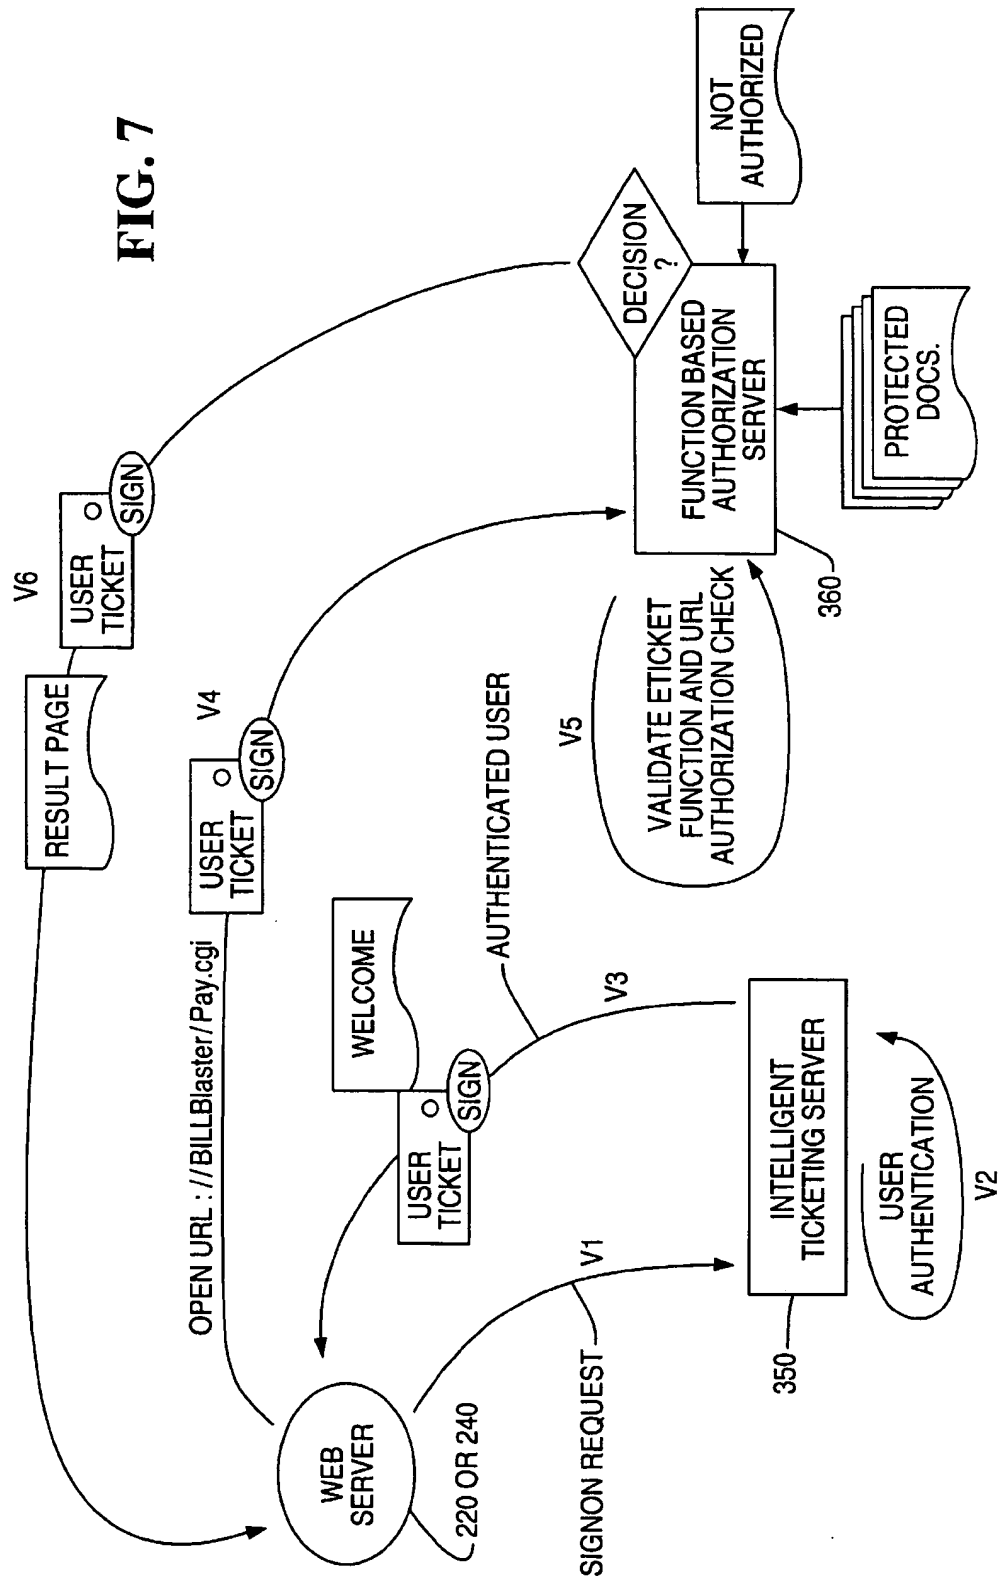 FIG. 7
V6
RESULT PAGE
USER
TICKET
SIGN
V4
OPEN URL : //BILLBlaster/Pay.cgi
USER
TICKET
SIGN
WELCOME
USER
TICKET
SIGN
WEB
SERVER
220 OR 240
SIGNON REQUEST
V1
AUTHENTICATED USER
V3
INTELLIGENT
TICKETING SERVER
350
USER
AUTHENTICATION
V2
V5
VALIDATE ETICKET
FUNCTION AND URL
AUTHORIZATION CHECK
DECISION
?
FUNCTION BASED
AUTHORIZATION
SERVER
360
NOT
AUTHORIZED
PROTECTED
DOCS.